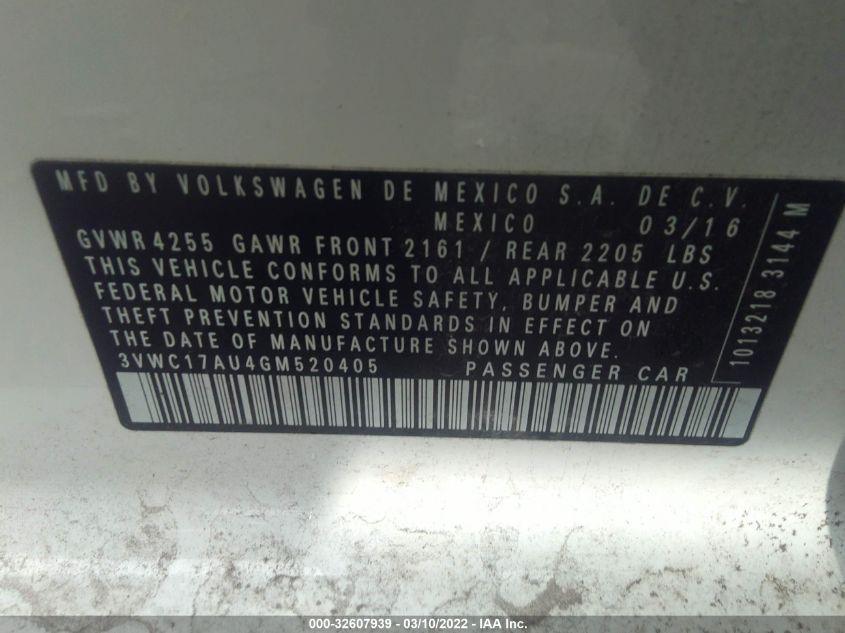 MFD BY VOLKSWAGEN DE MEXICO S.A. DE C.V.
MEXICO 03/16
GVWR 4255 GAWR FRONT 2161 / REAR 2205 LBS
THIS VEHICLE CONFORMS TO ALL APPLICABLE U.S.
FEDERAL MOTOR VEHICLE SAFETY, BUMPER AND
THEFT PREVENTION STANDARDS IN EFFECT ON
THE DATE OF MANUFACTURE SHOWN ABOVE.
3VWC17AU4GM520405 PASSENGER CAR
1013218 3144 M
000-32607939 - 03/10/2022 - IAA Inc.